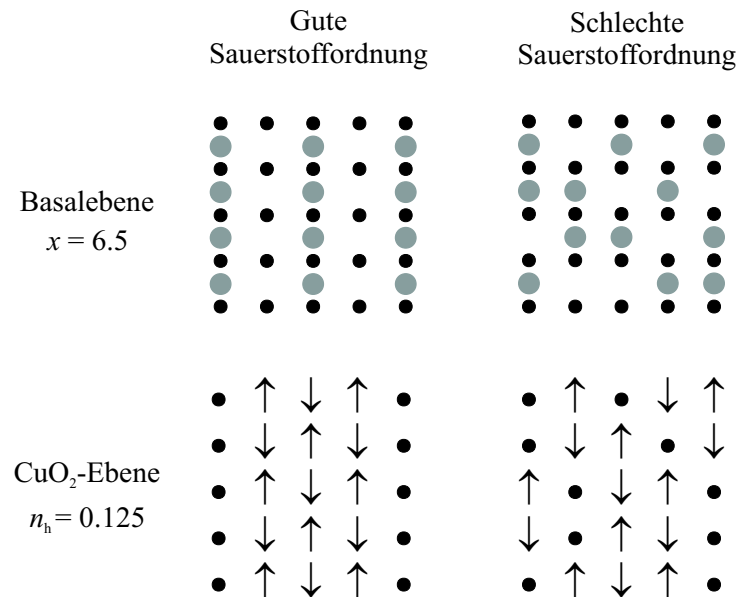 Gute
Sauerstoffordnung
Schlechte
Sauerstoffordnung
Basalebene
x = 6.5
CuO₂-Ebene
nₕ = 0.125